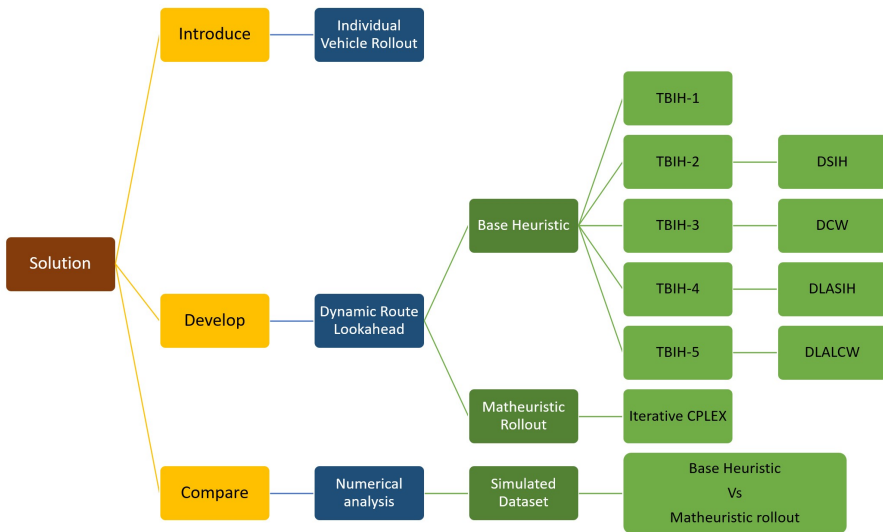 Introduce
Individual
Vehicle Rollout
TBIH-1
TBIH-2
DSIH
Base Heuristic
TBIH-3
DCW
Solution
TBIH-4
DLASIH
Develop
Dynamic Route
Lookahead
TBIH-5
DLALCW
Matheuristic
Rollout
Iterative CPLEX
Compare
Numerical
analysis
Simulated
Dataset
Base Heuristic
Vs
Matheuristic rollout